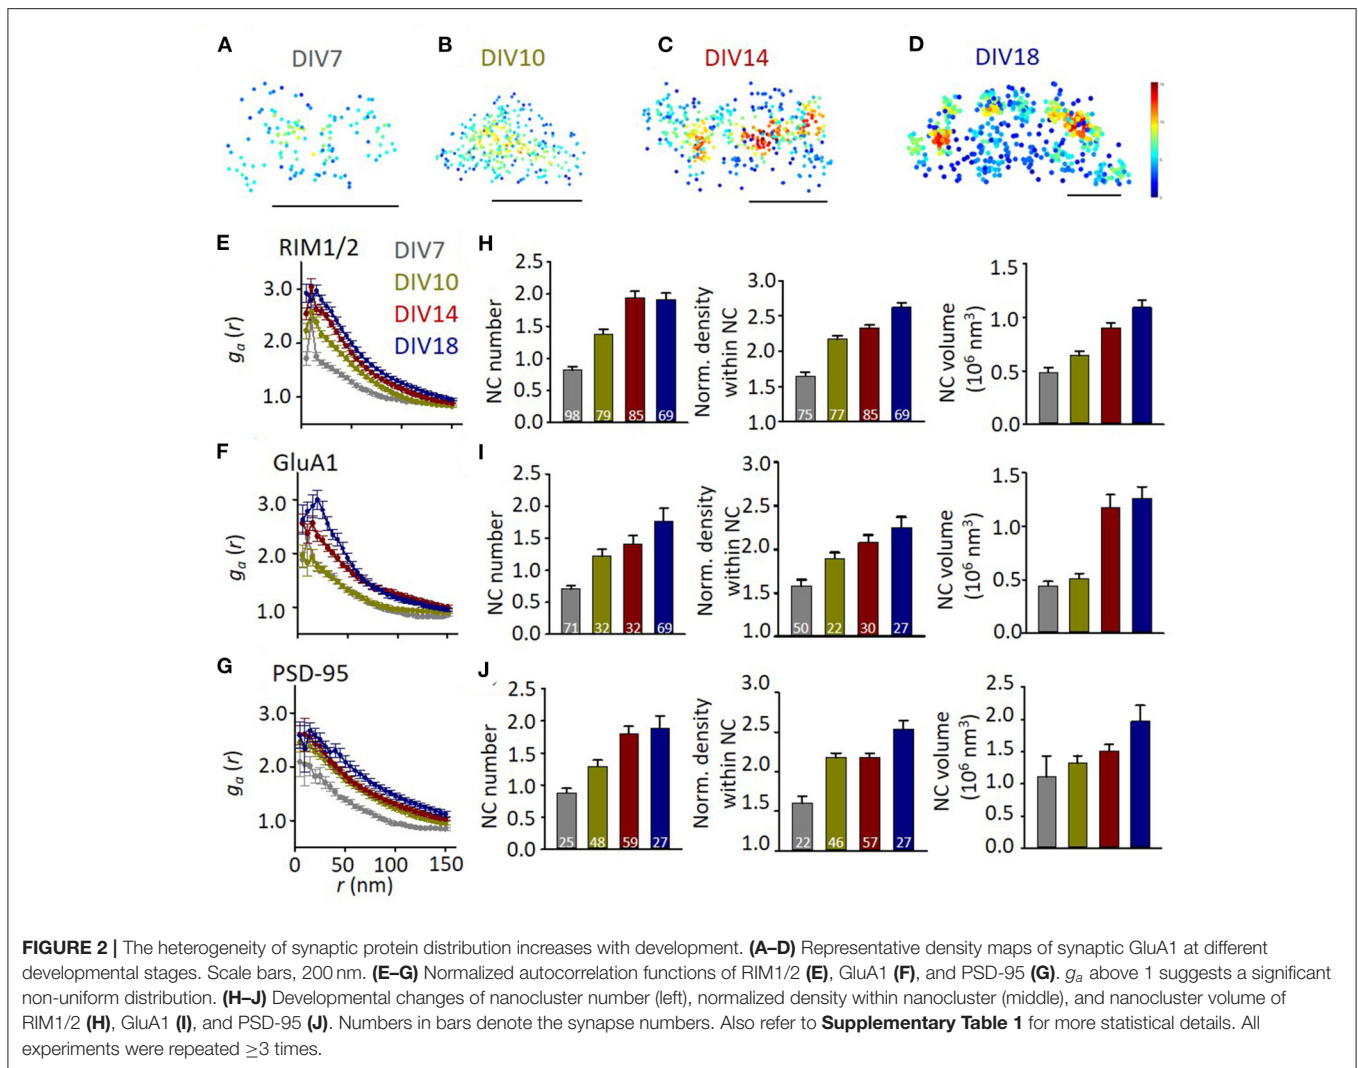 A
B
C
D
DIV7
DIV10
DIV14
DIV18
E
RIM1/2
DIV7
DIV10
DIV14
DIV18
3.0
2.0
1.0
gₐ (r)
H
2.5
2.0
1.5
1.0
0.5
0.0
NC number
98 79 85 69
3.0
2.5
2.0
1.5
1.0
Norm. density
within NC
75 77 85 69
1.5
1.0
0.5
0.0
NC volume
(10⁶ nm³)
F
GluA1
3.0
2.0
1.0
gₐ (r)
I
2.5
2.0
1.5
1.0
0.5
0.0
NC number
71 32 32 69
3.0
2.5
2.0
1.5
1.0
Norm. density
within NC
50 22 30 27
1.5
1.0
0.5
0.0
NC volume
(10⁶ nm³)
G
PSD-95
3.0
2.0
1.0
gₐ (r)
0 50 100 150
r (nm)
J
2.5
2.0
1.5
1.0
0.5
0.0
NC number
25 48 59 27
3.0
2.5
2.0
1.5
1.0
Norm. density
within NC
22 46 57 27
2.5
2.0
1.5
1.0
0.5
0.0
NC volume
(10⁶ nm³)
FIGURE 2 | The heterogeneity of synaptic protein distribution increases with development. (A–D) Representative density maps of synaptic GluA1 at different
developmental stages. Scale bars, 200 nm. (E–G) Normalized autocorrelation functions of RIM1/2 (E), GluA1 (F), and PSD-95 (G). gₐ above 1 suggests a significant
non-uniform distribution. (H–J) Developmental changes of nanocluster number (left), normalized density within nanocluster (middle), and nanocluster volume of
RIM1/2 (H), GluA1 (I), and PSD-95 (J). Numbers in bars denote the synapse numbers. Also refer to Supplementary Table 1 for more statistical details. All
experiments were repeated ≥3 times.